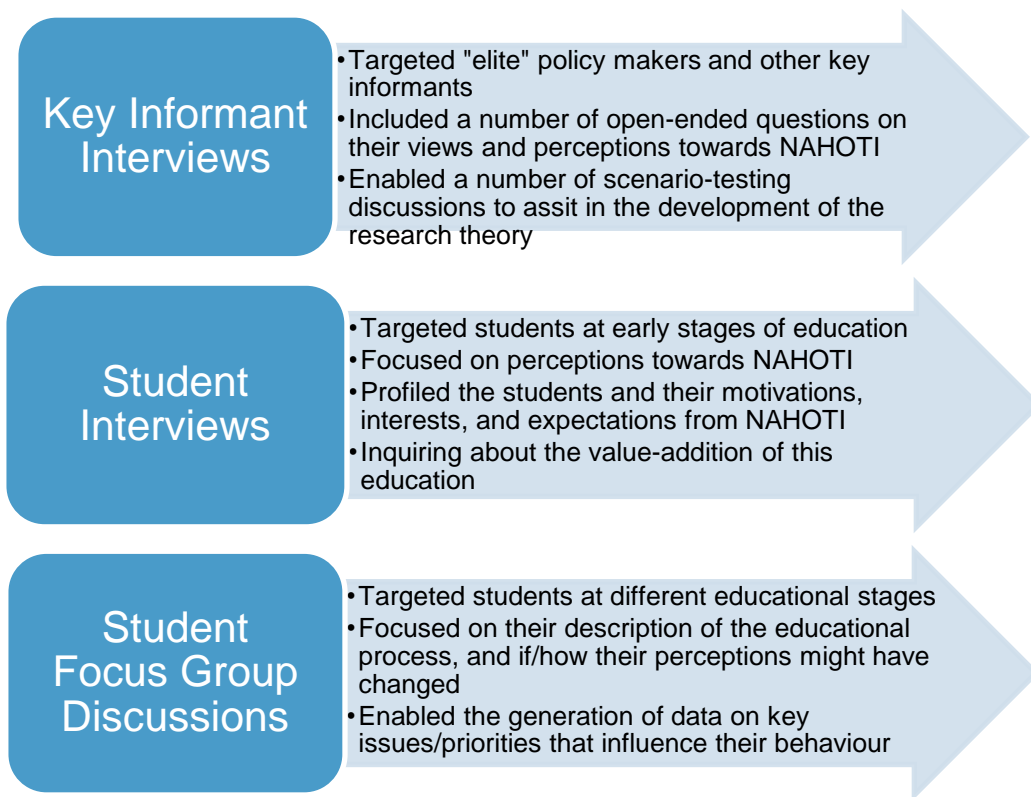 Key Informant
Interviews
•Targeted "elite" policy makers and other key
informants
•Included a number of open-ended questions on
their views and perceptions towards NAHOTI
•Enabled a number of scenario-testing
discussions to assit in the development of the
research theory
Student
Interviews
•Targeted students at early stages of education
•Focused on perceptions towards NAHOTI
•Profiled the students and their motivations,
interests, and expectations from NAHOTI
•Inquiring about the value-addition of this
education
Student
Focus Group
Discussions
•Targeted students at different educational stages
•Focused on their description of the educational
process, and if/how their perceptions might have
changed
•Enabled the generation of data on key
issues/priorities that influence their behaviour